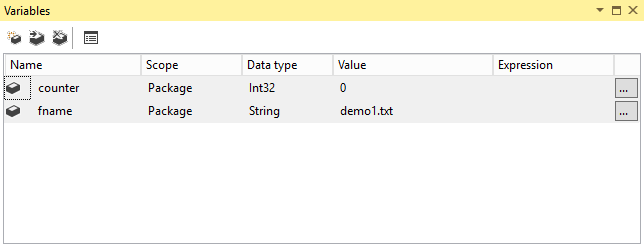 Variables
Name Scope Data type Value Expression
counter Package Int32 0 ...
fname Package String demo1.txt ...